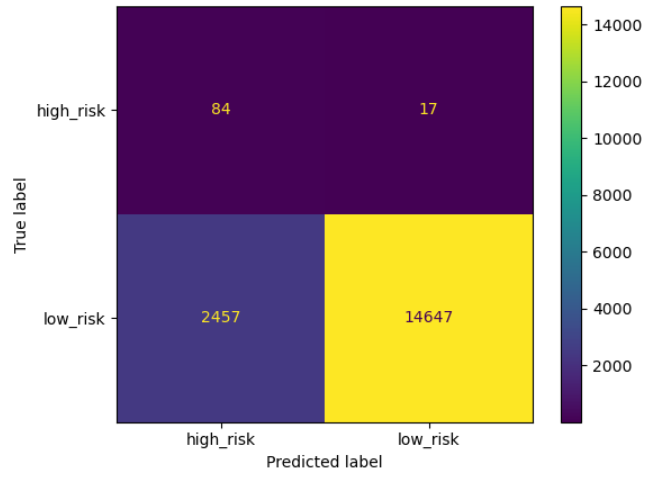 high_risk
low_risk
True label
84
17
2457
14647
high_risk
low_risk
Predicted label
14000
12000
10000
8000
6000
4000
2000